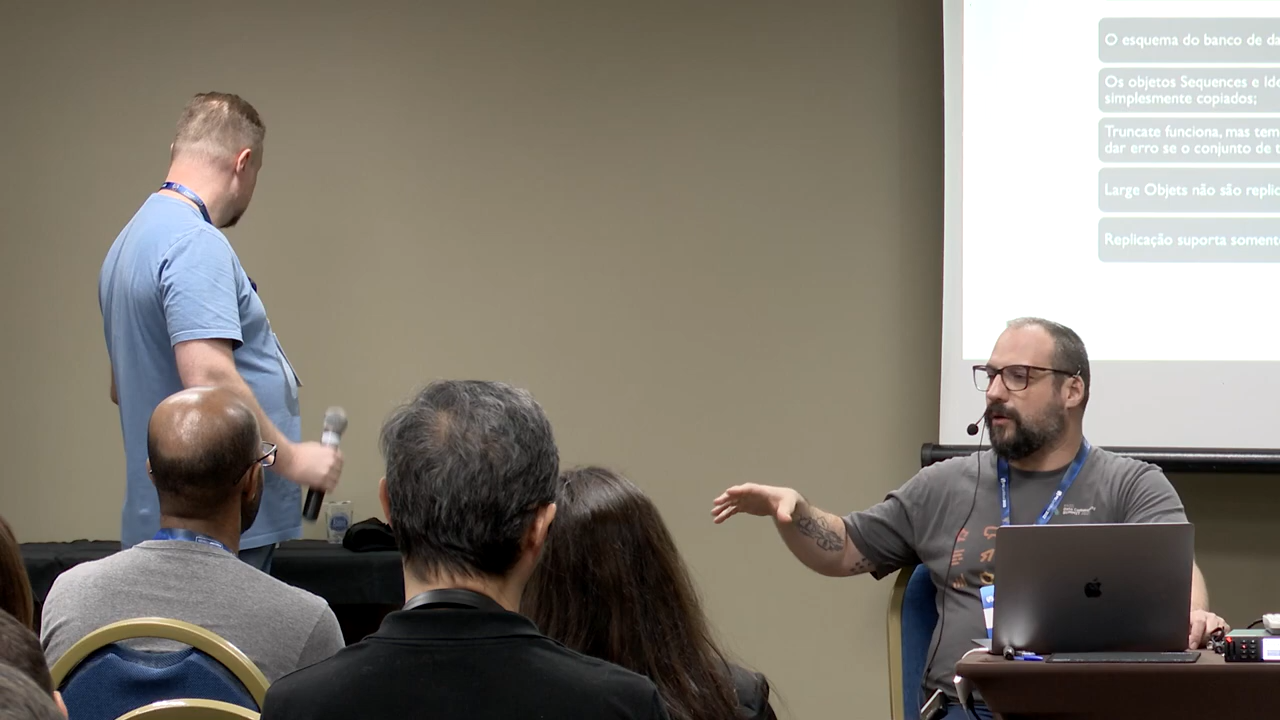 O esquema do banco de da
Os objetos Sequences e Ide
simplesmente copiados;
Truncate funciona, mas tem
dar erro se o conjunto de t
Large Objets não são replic
Replicação suporta soment